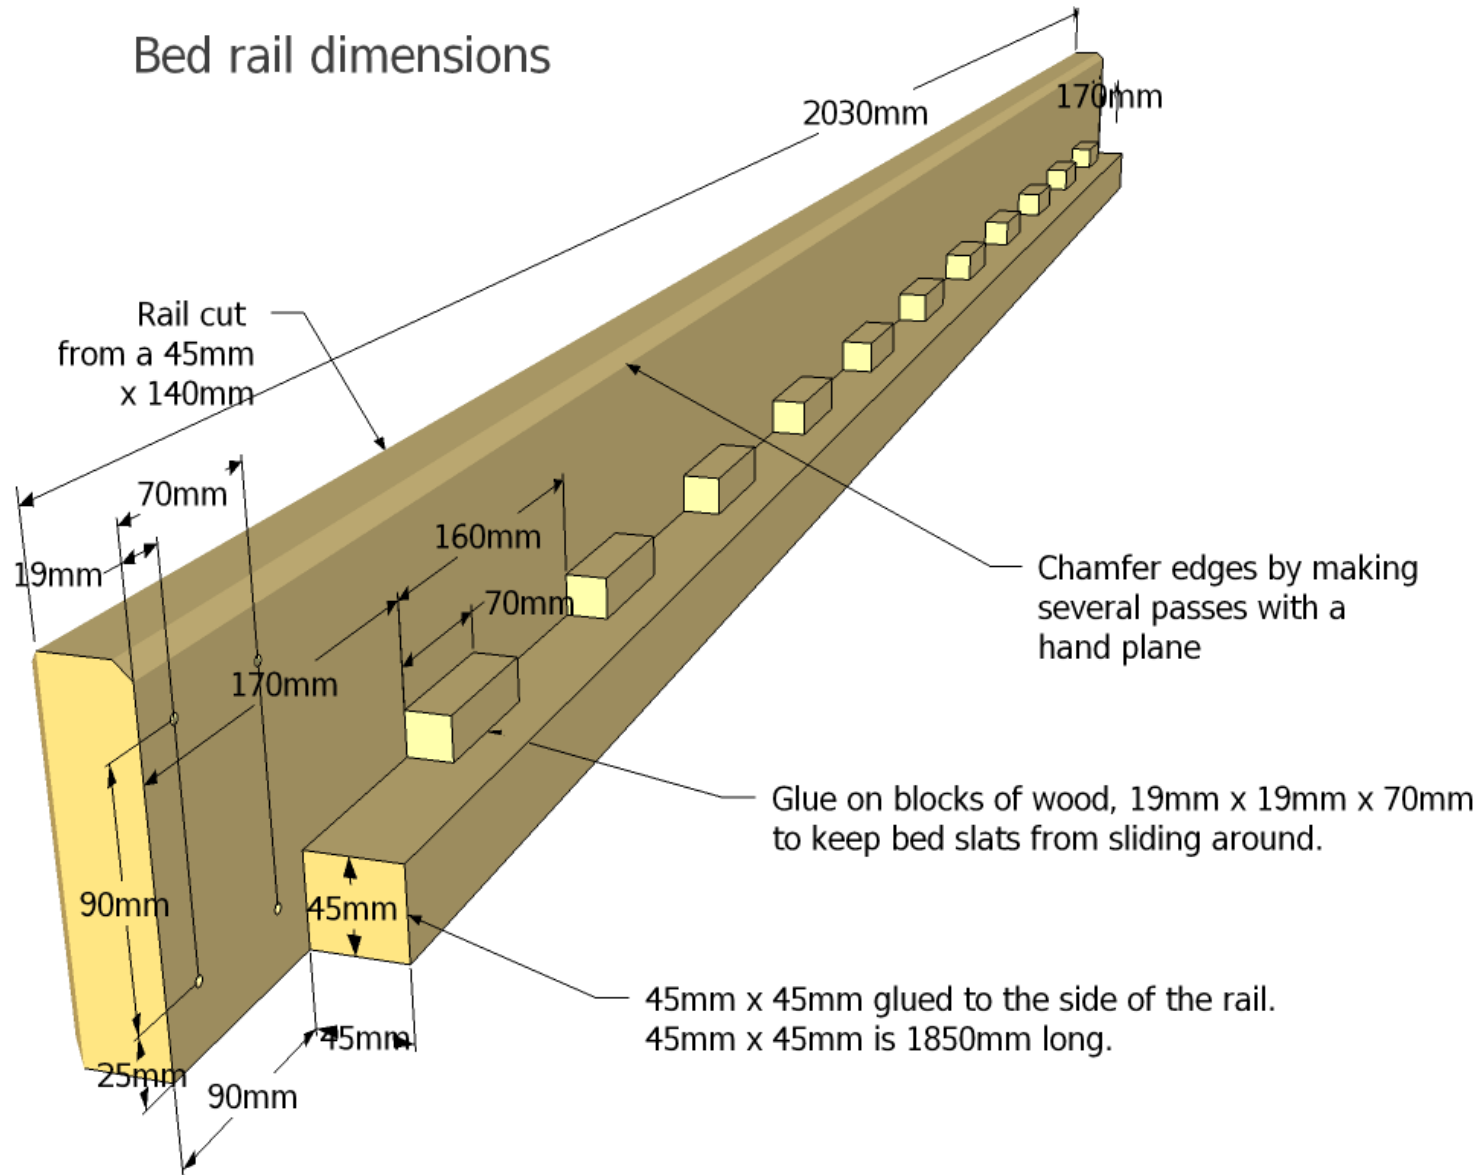 Bed rail dimensions
2030mm
170mm
Rail cut
from a 45mm
x 140mm
70mm
19mm
160mm
70mm
170mm
Chamfer edges by making
several passes with a
hand plane
Glue on blocks of wood, 19mm x 19mm x 70mm
to keep bed slats from sliding around.
90mm
45mm
45mm x 45mm glued to the side of the rail.
45mm x 45mm is 1850mm long.
45mm
25mm
90mm